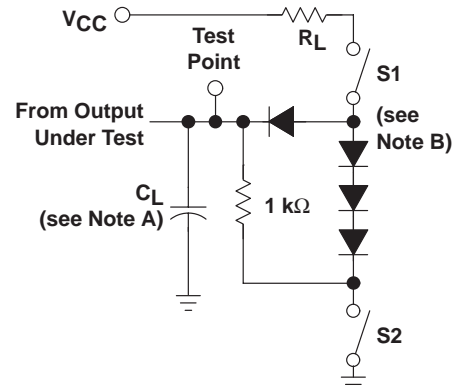 VCC
RL
Test
Point
S1
From Output
Under Test
(see
Note B)
CL
(see Note A)
1 kΩ
S2